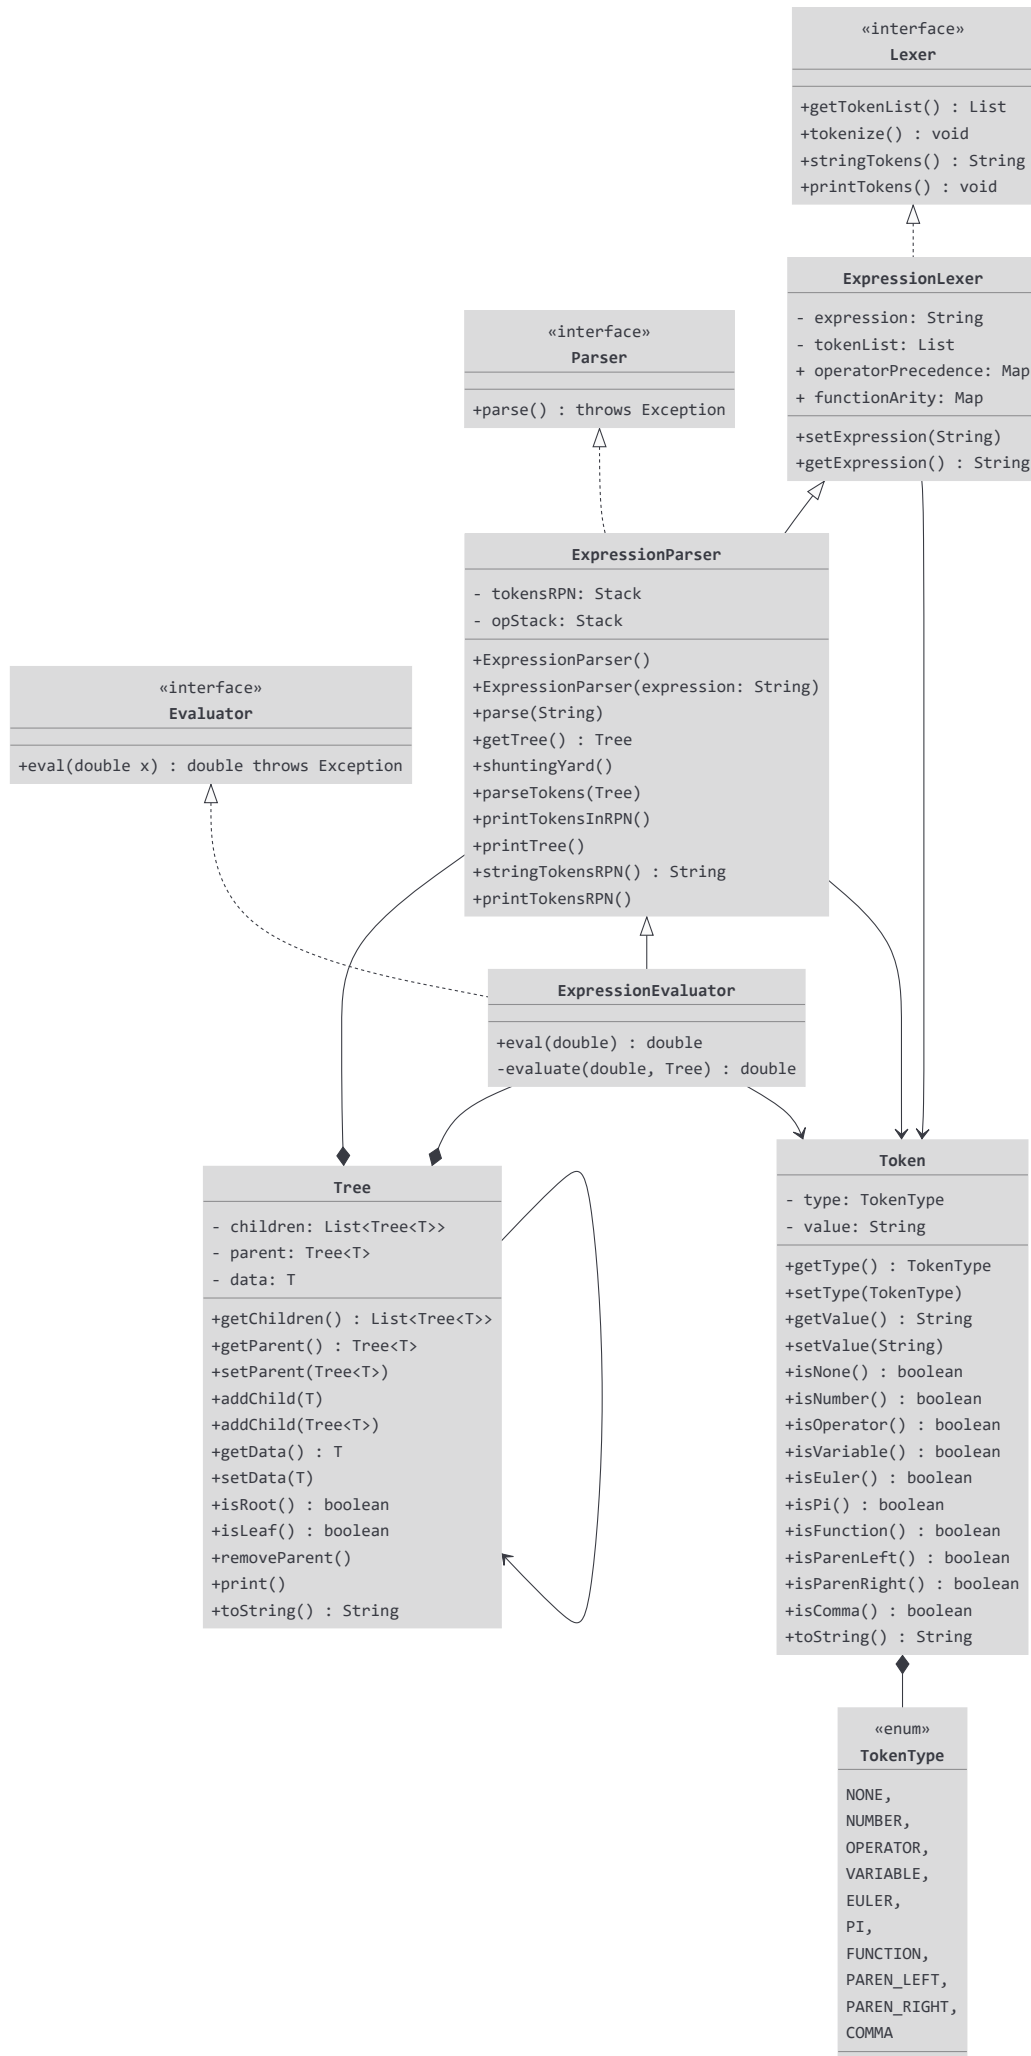 «interface»
Lexer
+getTokenList() : List
+tokenize() : void
+stringTokens() : String
+printTokens() : void
ExpressionLexer
- expression: String
- tokenList: List
+ operatorPrecedence: Map
+ functionArity: Map
+setExpression(String)
+getExpression() : String
«interface»
Parser
+parse() : throws Exception
ExpressionParser
- tokensRPN: Stack
- opStack: Stack
+ExpressionParser()
+ExpressionParser(expression: String)
+parse(String)
+getTree() : Tree
+shuntingYard()
+parseTokens(Tree)
+printTokensInRPN()
+printTree()
+stringTokensRPN() : String
+printTokensRPN()
«interface»
Evaluator
+eval(double x) : double throws Exception
ExpressionEvaluator
+eval(double) : double
-evaluate(double, Tree) : double
Tree
- children: List<Tree<T>>
- parent: Tree<T>
- data: T
+getChildren() : List<Tree<T>>
+getParent() : Tree<T>
+setParent(Tree<T>)
+addChild(T)
+addChild(Tree<T>)
+getData() : T
+setData(T)
+isRoot() : boolean
+isLeaf() : boolean
+removeParent()
+print()
+toString() : String
Token
- type: TokenType
- value: String
+getType() : TokenType
+setType(TokenType)
+getValue() : String
+setValue(String)
+isNone() : boolean
+isNumber() : boolean
+isOperator() : boolean
+isVariable() : boolean
+isEuler() : boolean
+isPi() : boolean
+isFunction() : boolean
+isParenLeft() : boolean
+isParenRight() : boolean
+isComma() : boolean
+toString() : String
«enum»
TokenType
NONE,
NUMBER,
OPERATOR,
VARIABLE,
EULER,
PI,
FUNCTION,
PAREN_LEFT,
PAREN_RIGHT,
COMMA